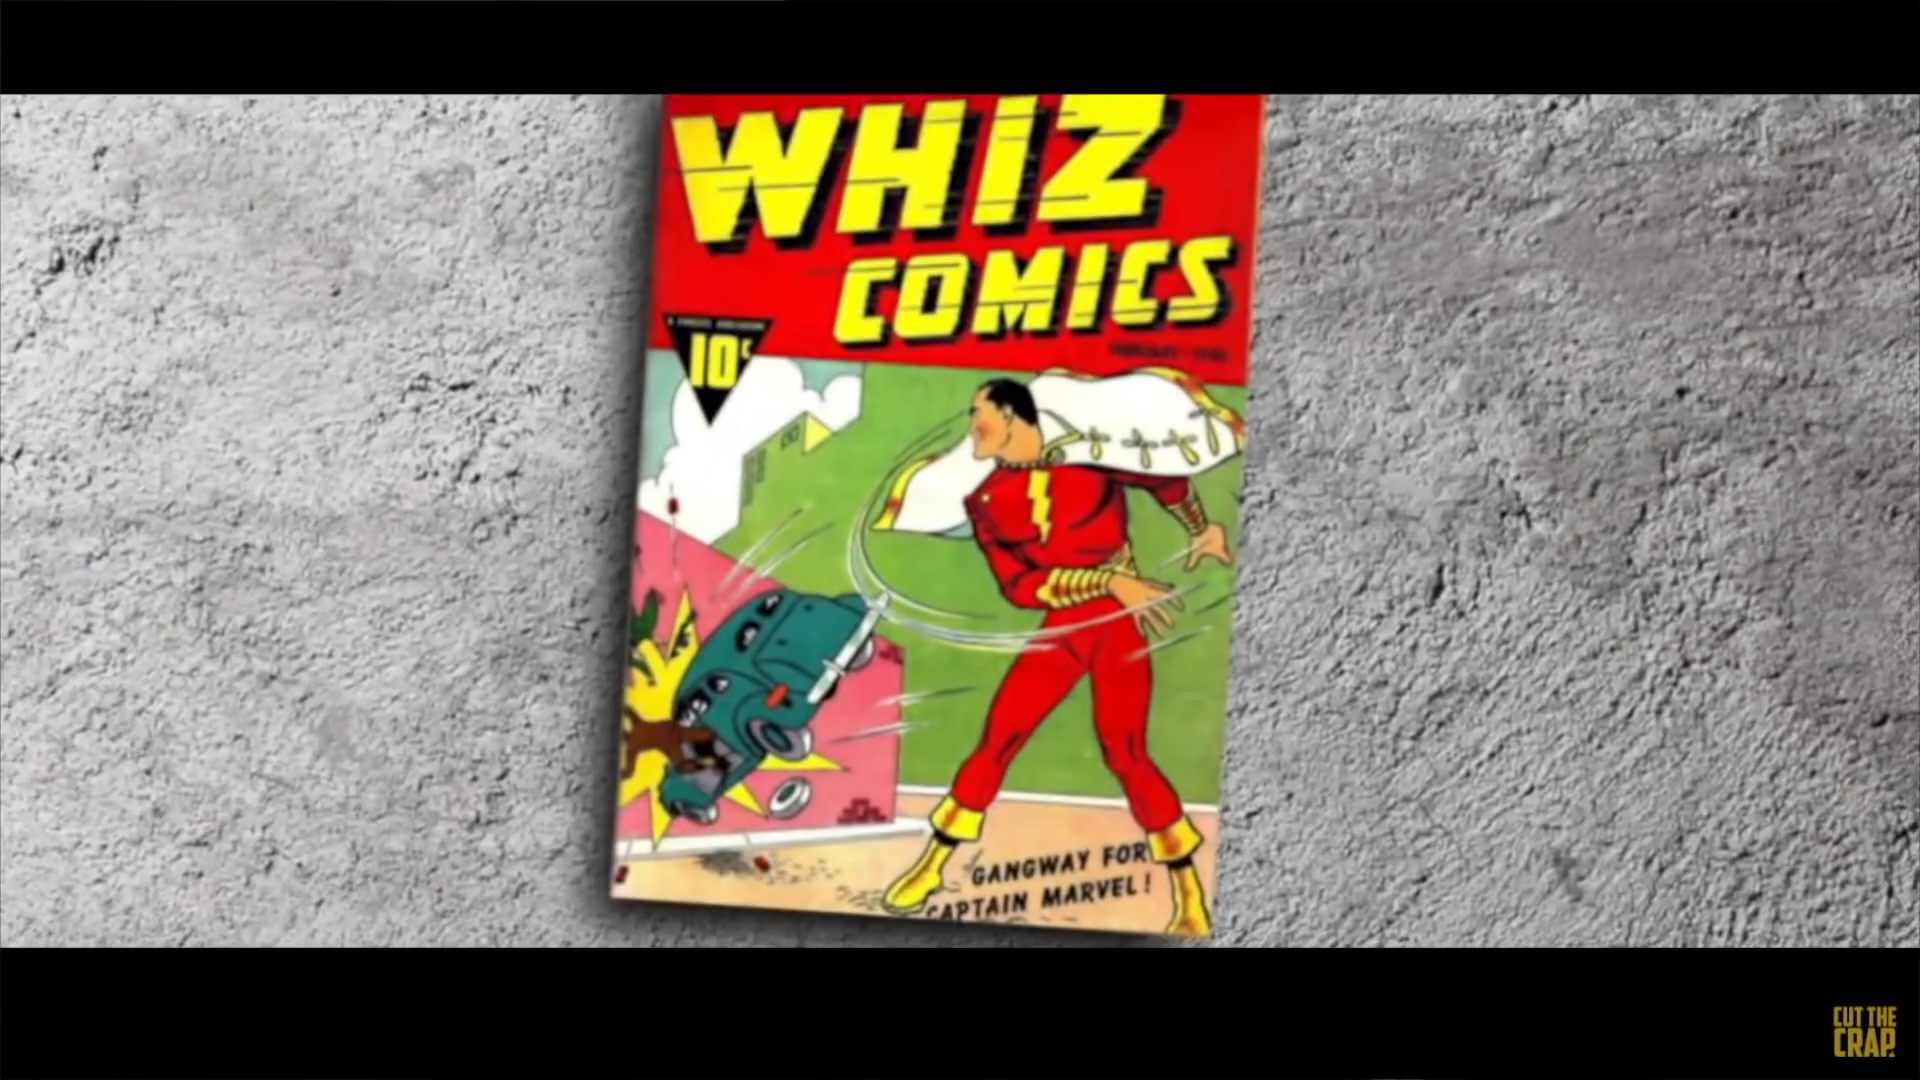 WHIZ
COMICS
10¢
GANGWAY FOR
CAPTAIN MARVEL!
CUT THE
CRAP.